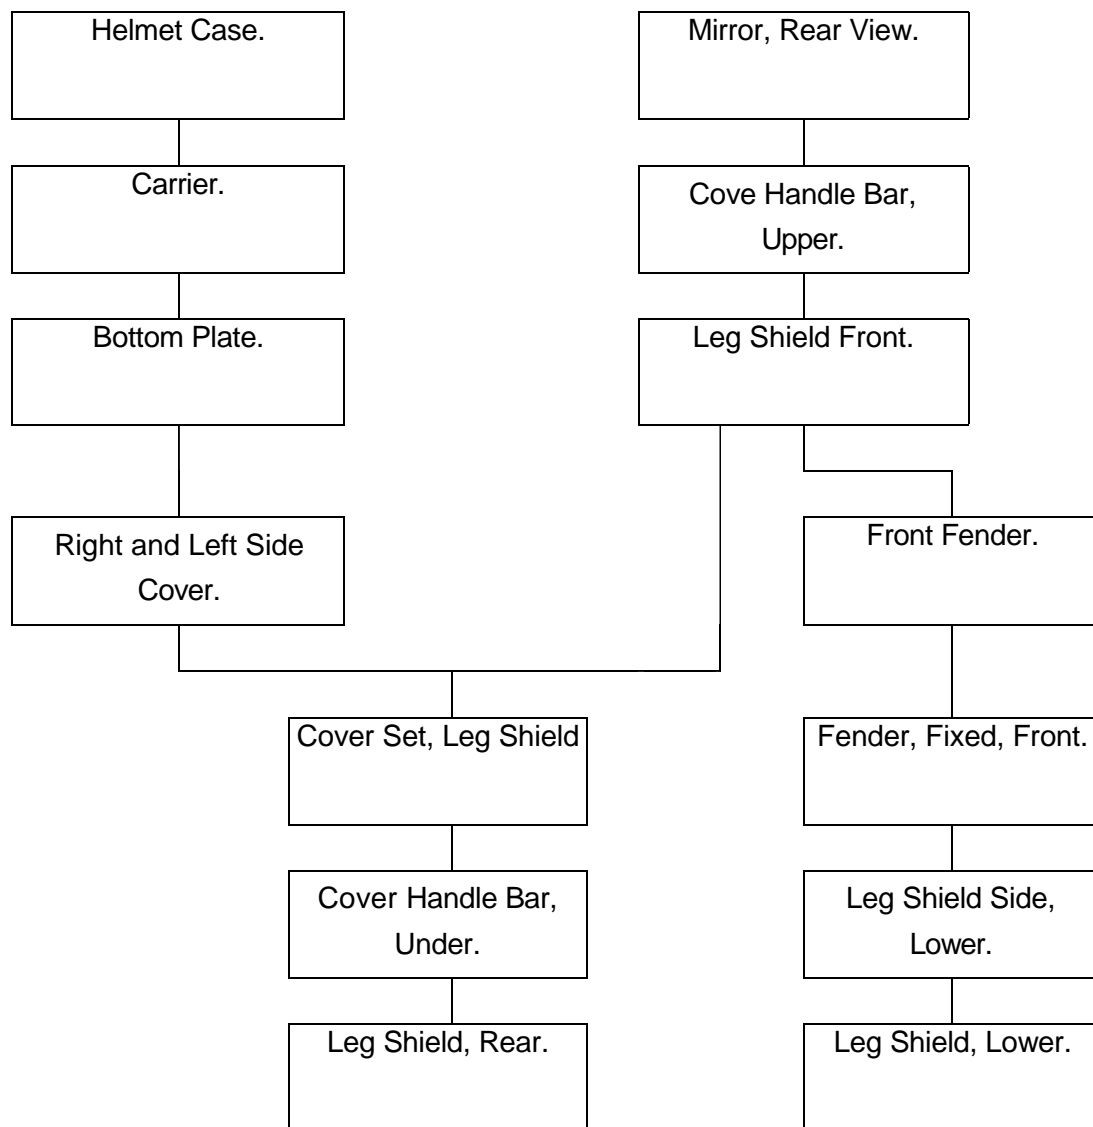 Helmet Case.
Mirror, Rear View.
Carrier.
Cove Handle Bar,
Upper.
Bottom Plate.
Leg Shield Front.
Right and Left Side
Cover.
Front Fender.
Cover Set, Leg Shield
Fender, Fixed, Front.
Cover Handle Bar,
Under.
Leg Shield Side,
Lower.
Leg Shield, Rear.
Leg Shield, Lower.